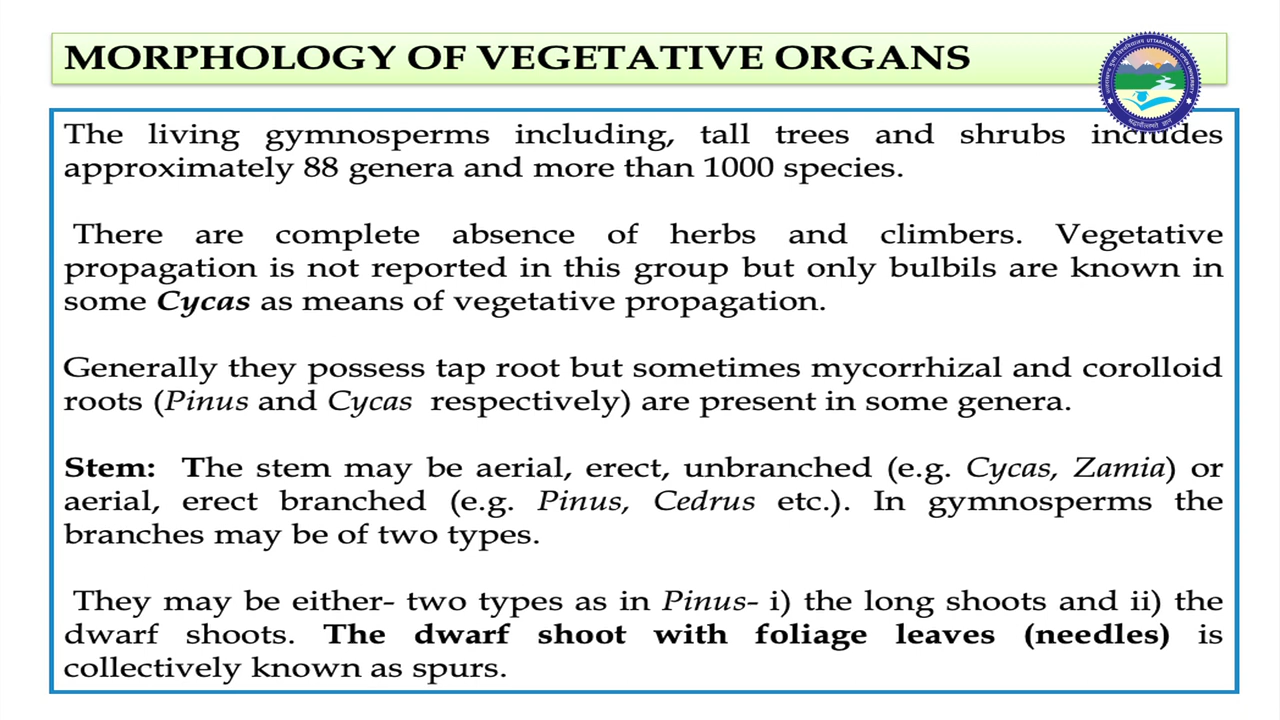 MORPHOLOGY OF VEGETATIVE ORGANS
The living gymnosperms including, tall trees and shrubs includes
approximately 88 genera and more than 1000 species.
There are complete absence of herbs and climbers. Vegetative
propagation is not reported in this group but only bulbils are known in
some Cycas as means of vegetative propagation.
Generally they possess tap root but sometimes mycorrhizal and corolloid
roots (Pinus and Cycas respectively) are present in some genera.
Stem: The stem may be aerial, erect, unbranched (e.g. Cycas, Zamia) or
aerial, erect branched (e.g. Pinus, Cedrus etc.). In gymnosperms the
branches may be of two types.
They may be either- two types as in Pinus- i) the long shoots and ii) the
dwarf shoots. The dwarf shoot with foliage leaves (needles) is
collectively known as spurs.